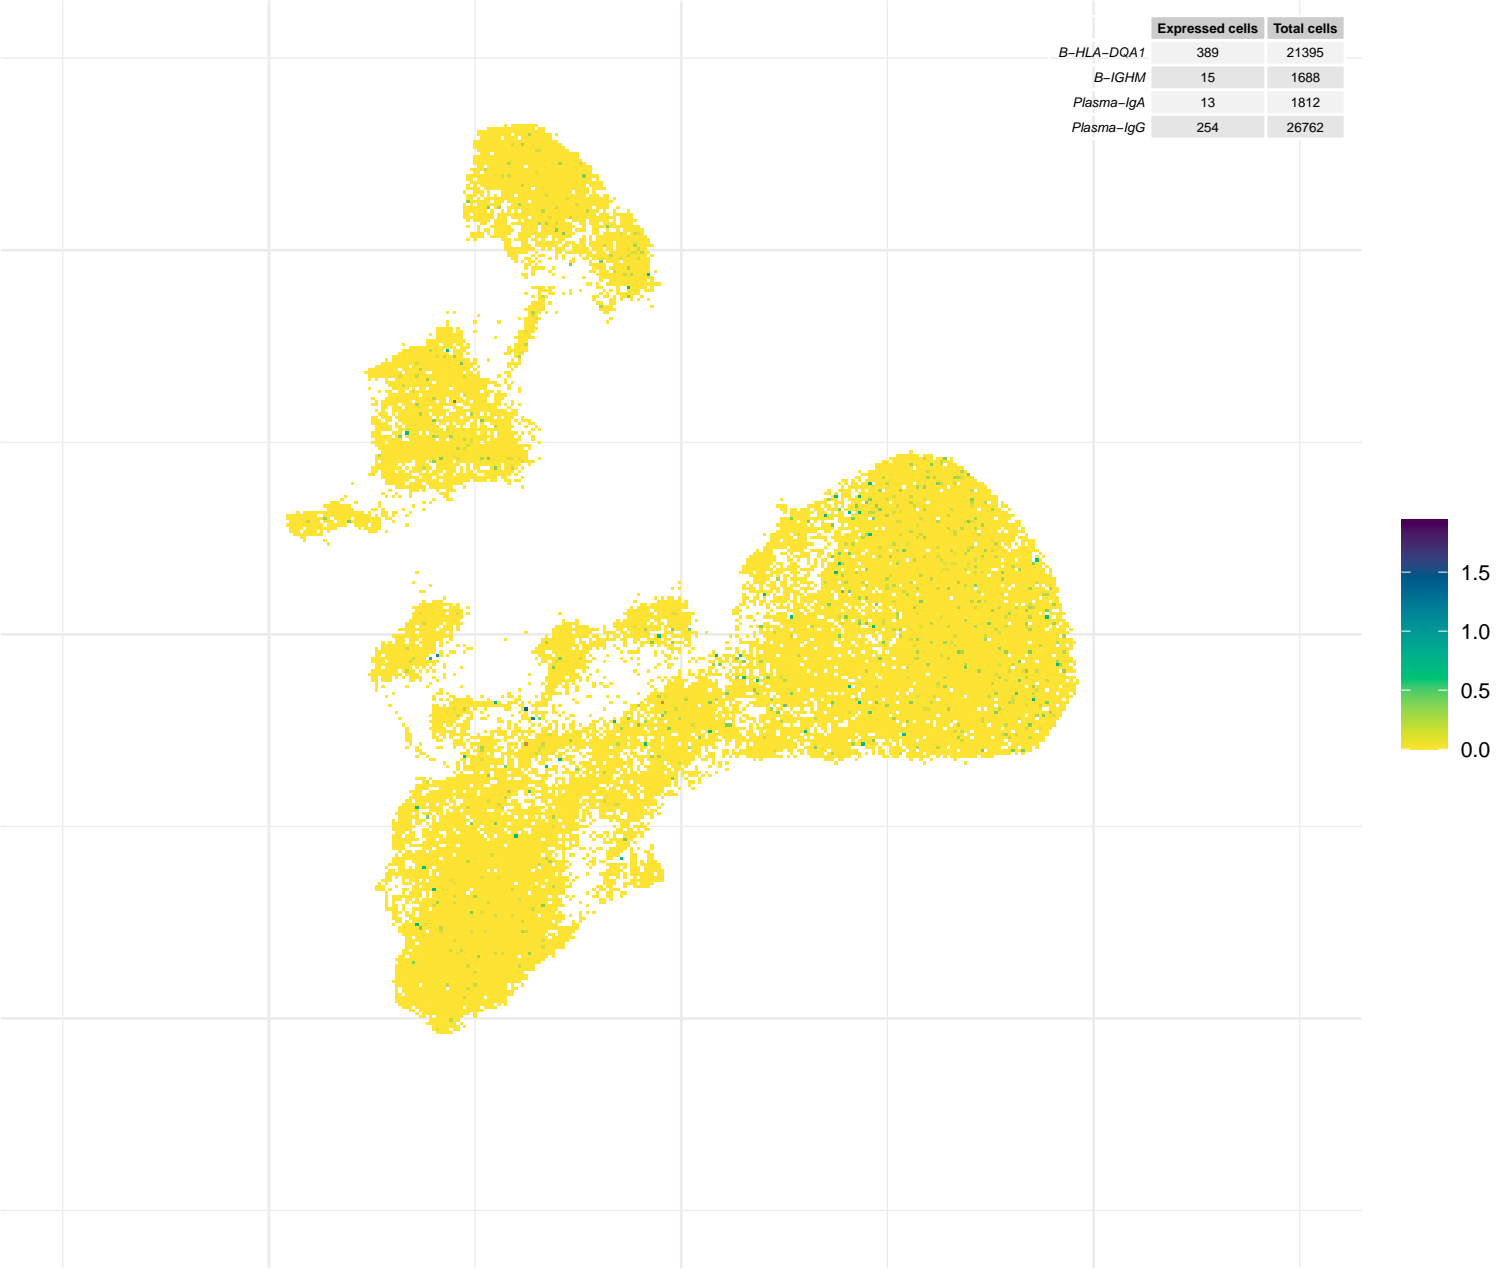 Expressed cells Total cells
B−HLA−DQA1 389 21395
B−IGHM 15 1688
Plasma−IgA 13 1812
Plasma−IgG 254 26762
1.5
1.0
0.5
0.0